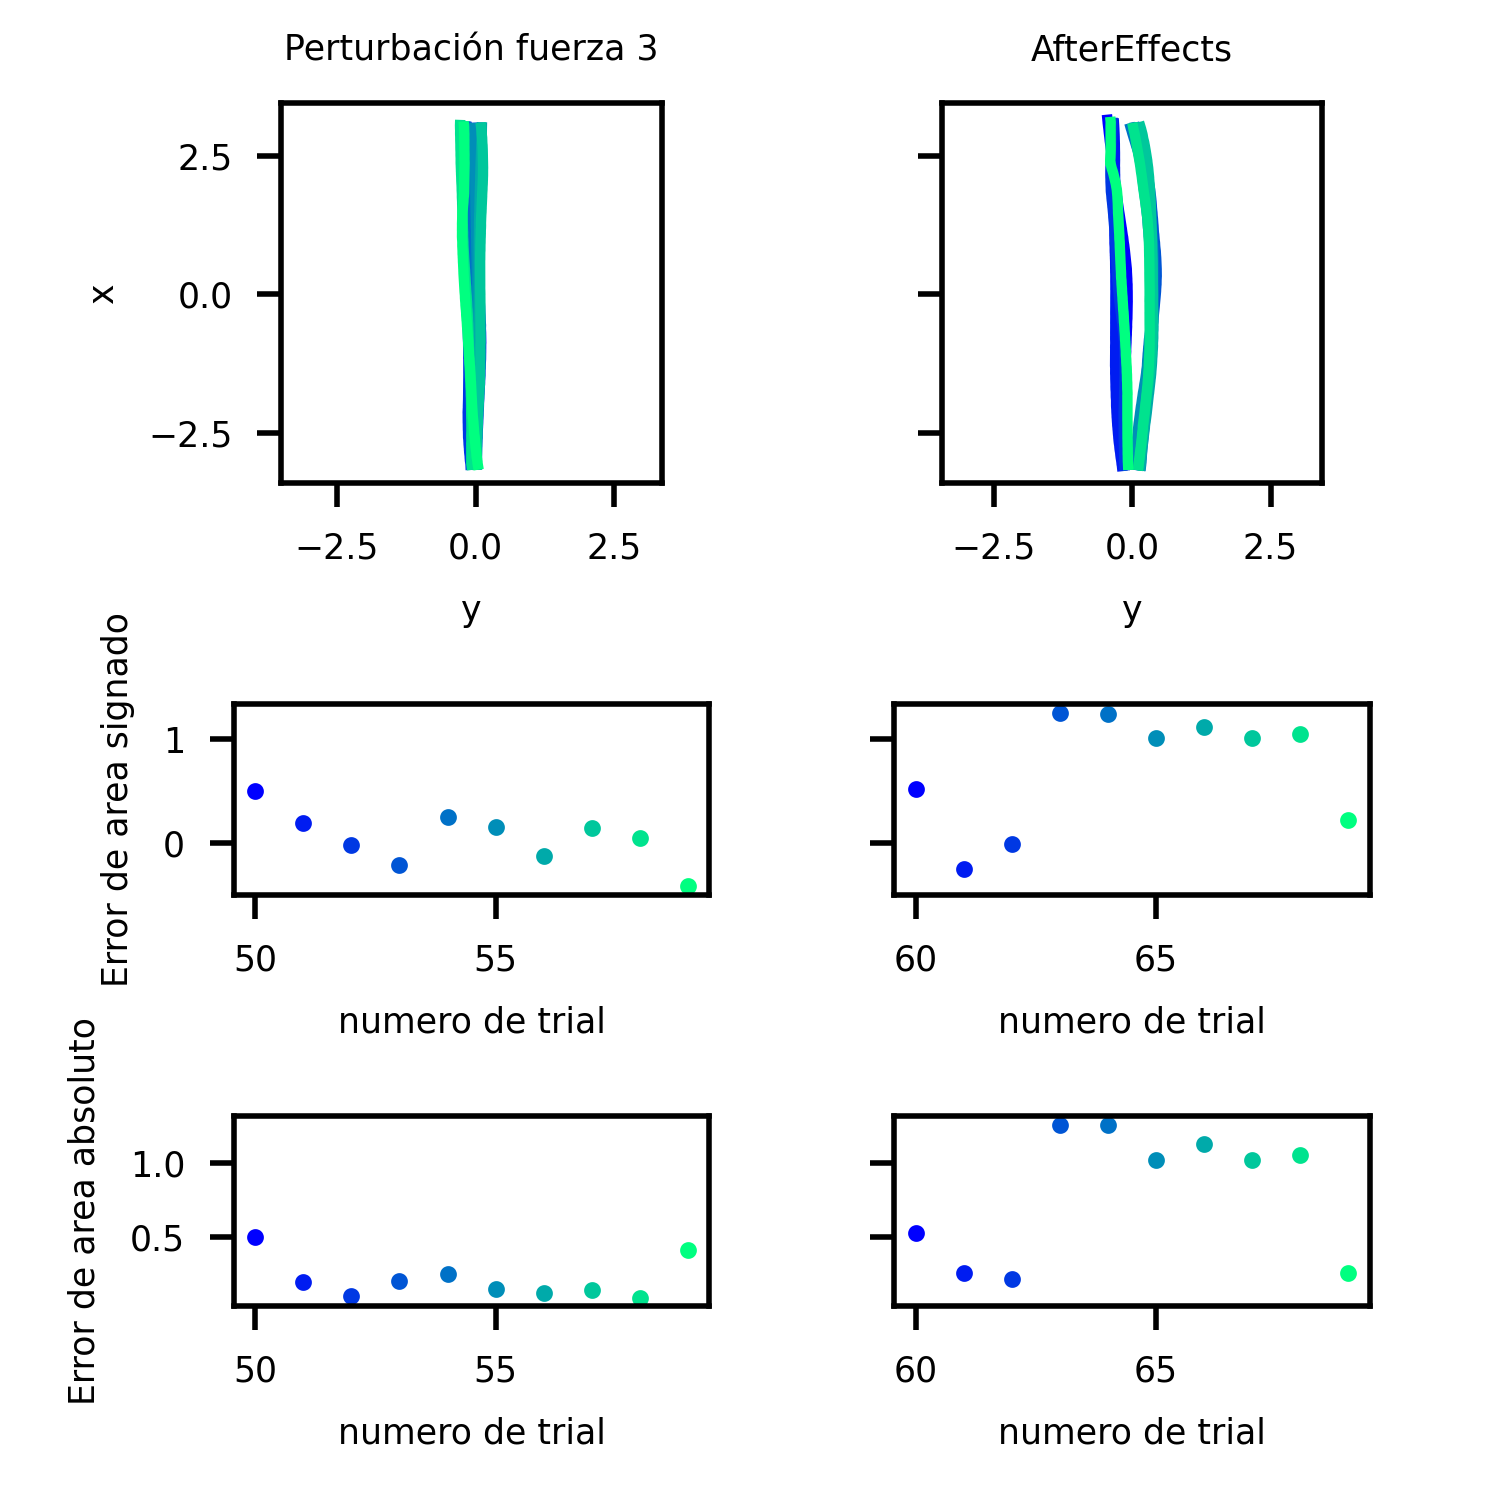 Perturbación fuerza 3
AfterEffects
x
2.5
0.0
−2.5
−2.5 0.0 2.5
y
−2.5 0.0 2.5
y
Error de area signado
1
0
50 55
numero de trial
60 65
numero de trial
Error de area absoluto
1.0
0.5
50 55
numero de trial
60 65
numero de trial